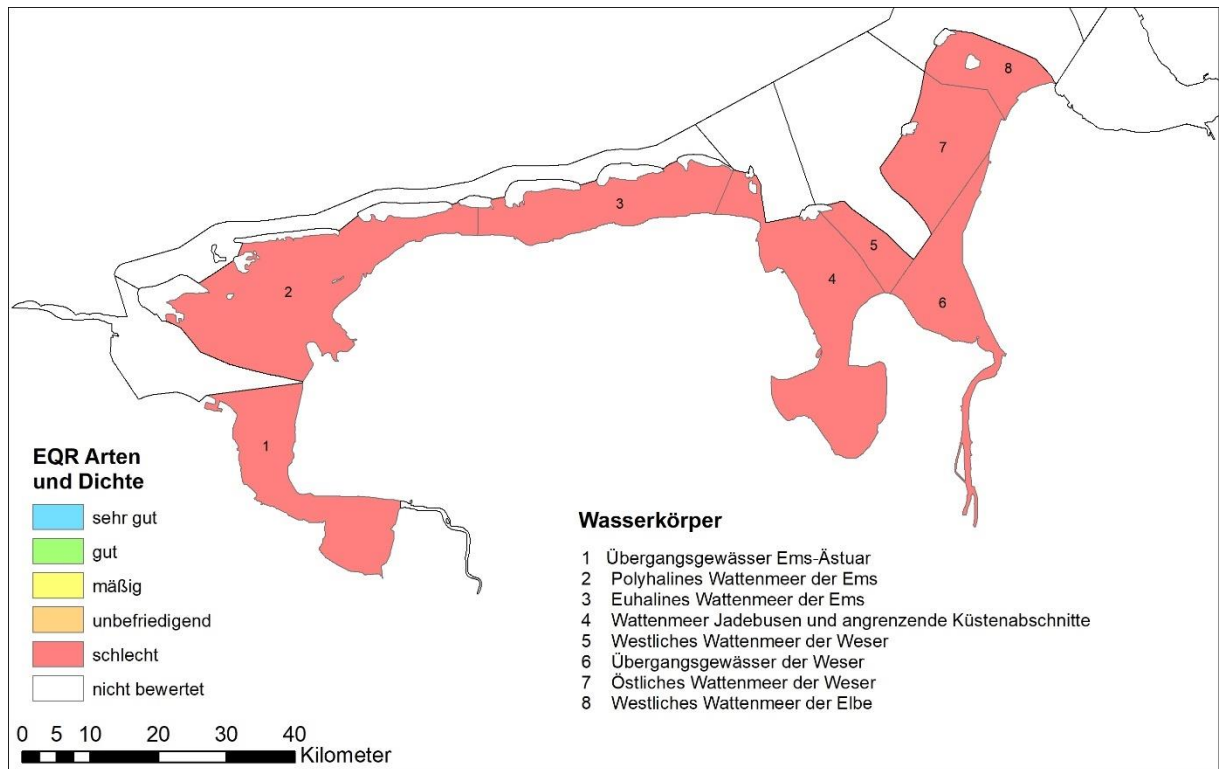 8
7
3
5
4
2
6
1
EQR Arten
und Dichte
sehr gut
gut
mäßig
unbefriedigend
schlecht
nicht bewertet
0 5 10 20 30 40
Kilometer
Wasserkörper
1 Übergangsgewässer Ems-Ästuar
2 Polyhalines Wattenmeer der Ems
3 Euhalines Wattenmeer der Ems
4 Wattenmeer Jadebusen und angrenzende Küstenabschnitte
5 Westliches Wattenmeer der Weser
6 Übergangsgewässer der Weser
7 Östliches Wattenmeer der Weser
8 Westliches Wattenmeer der Elbe